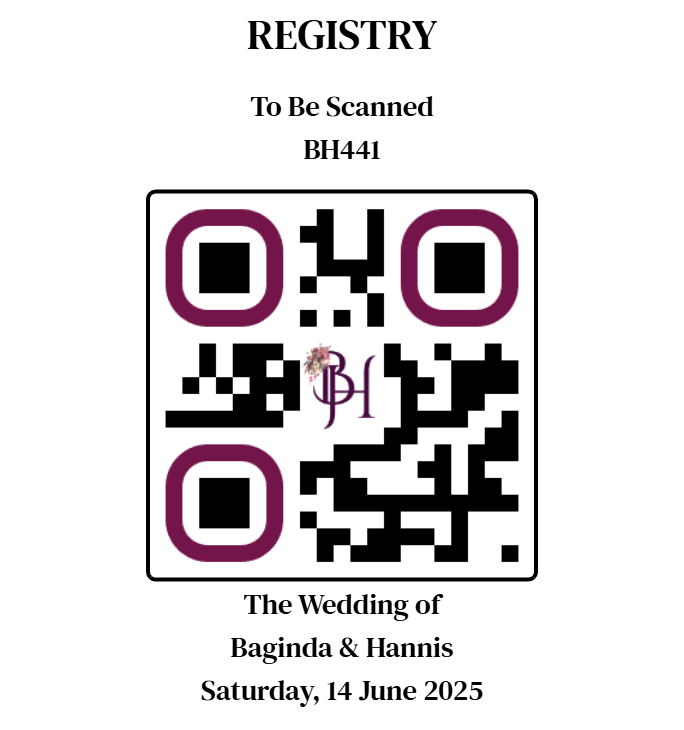 REGISTRY
To Be Scanned
BH441
BH
The Wedding of
Baginda & Hannis
Saturday, 14 June 2025